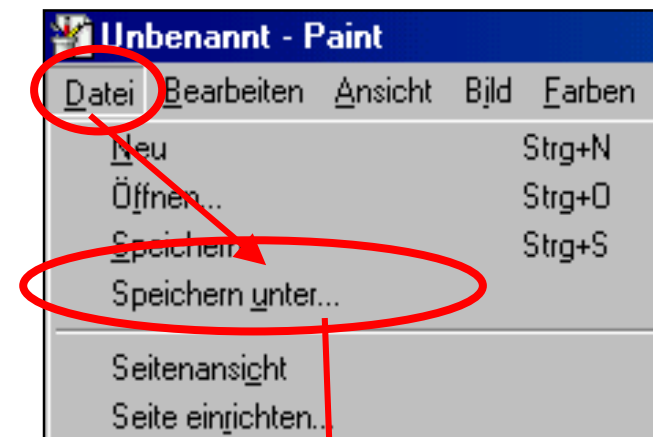 Unbenannt - Paint
Datei Bearbeiten Ansicht Bild Farben
Neu Strg+N
Öffnen... Strg+O
Speichern Strg+S
Speichern unter...
Seitenansicht
Seite einrichten...